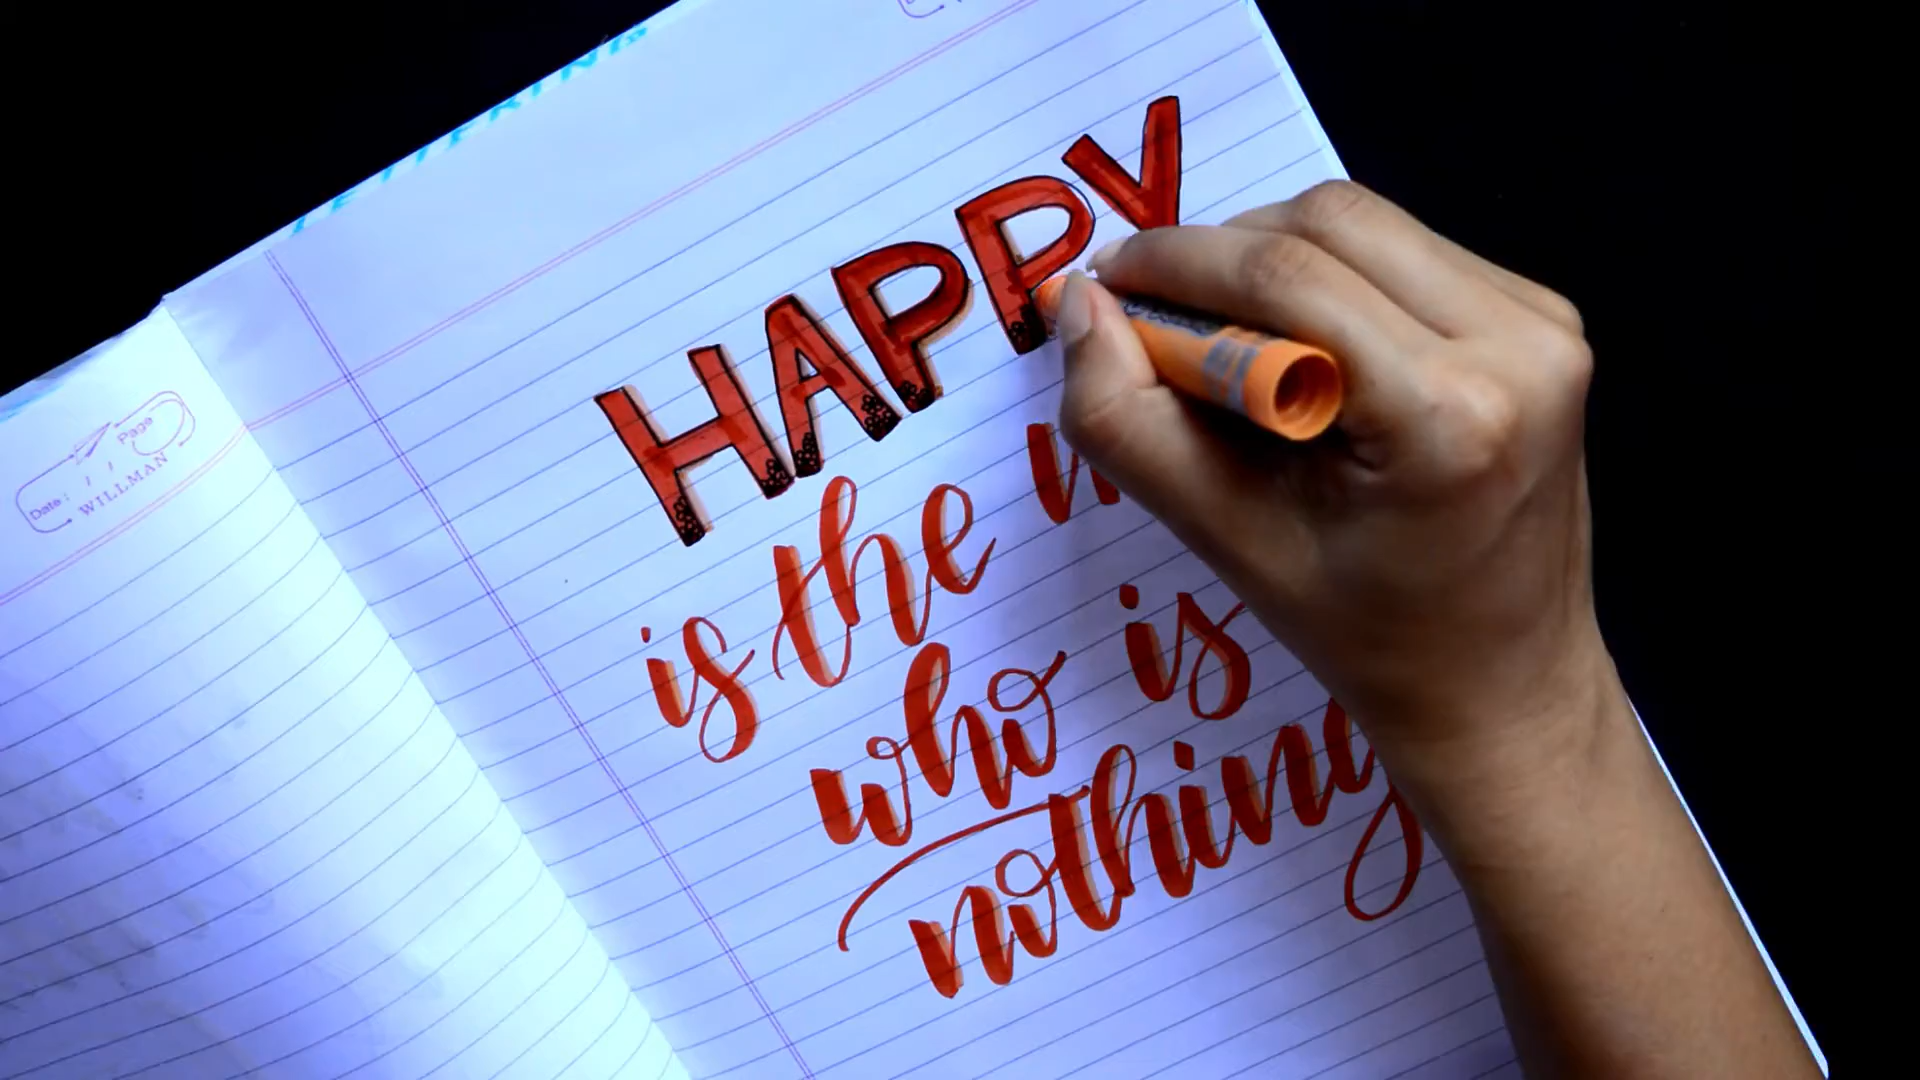 HAPPY
is the
who is
nothing
Date:
Page
WILLMAN